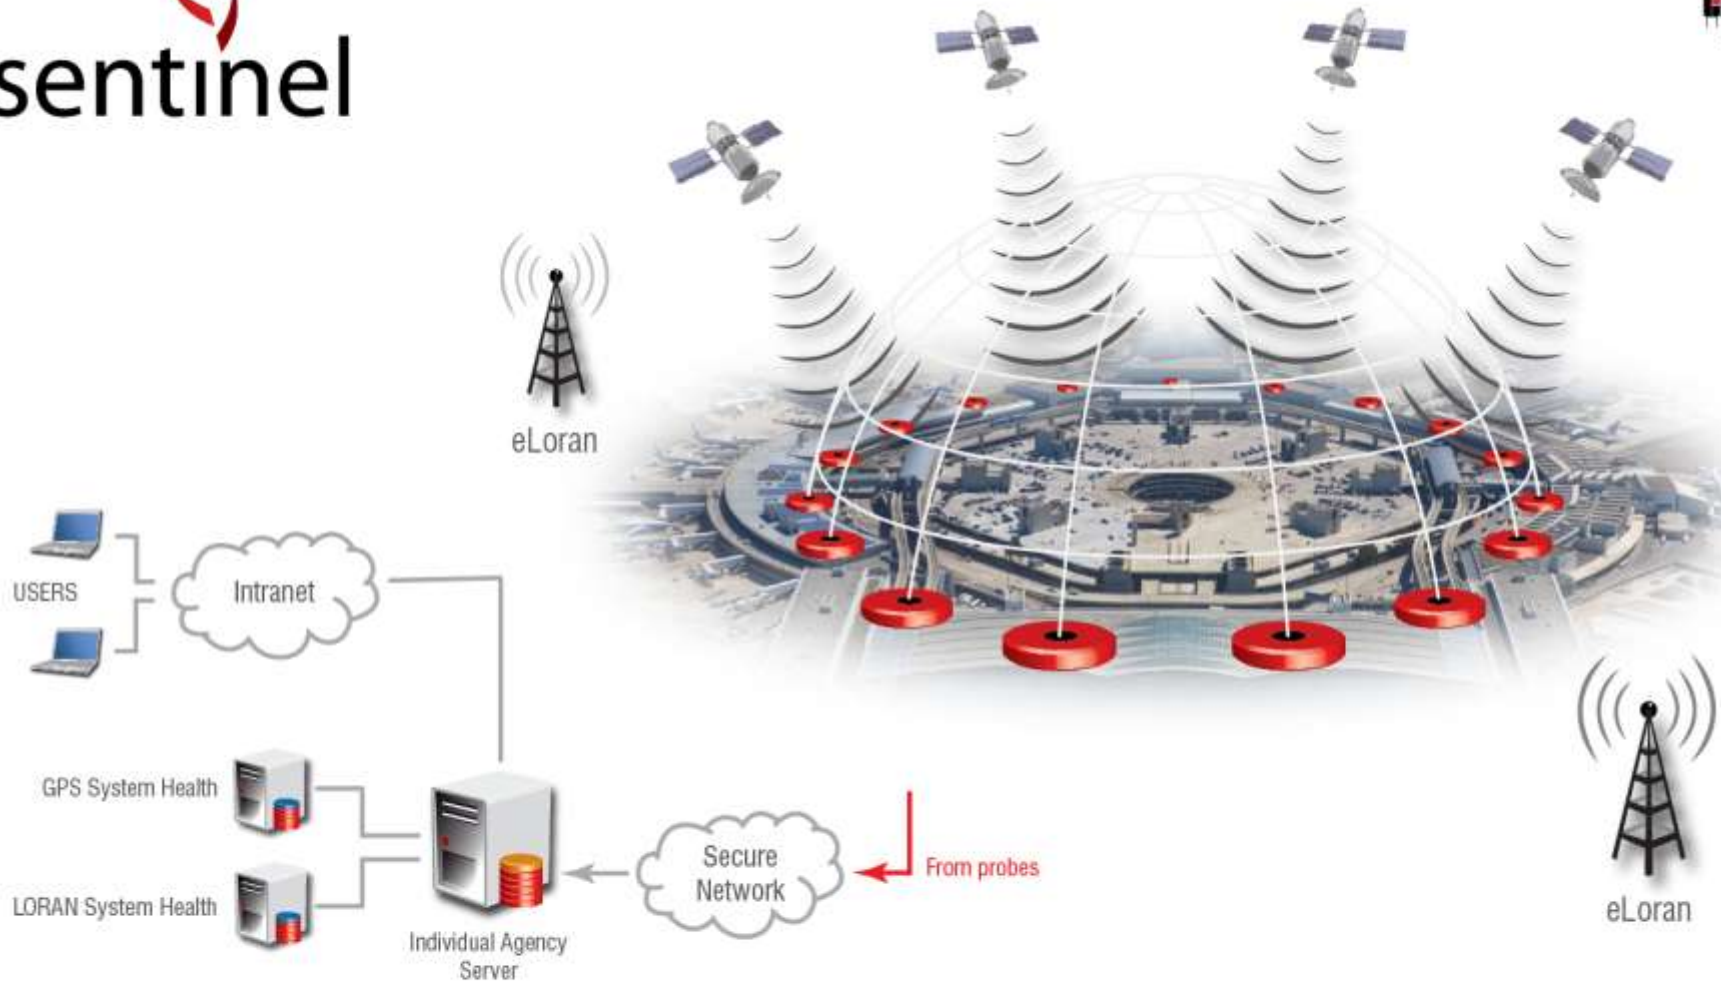 sentinel
eLoran
USERS
Intranet
GPS System Health
LORAN System Health
Individual Agency
Server
Secure
Network
From probes
eLoran